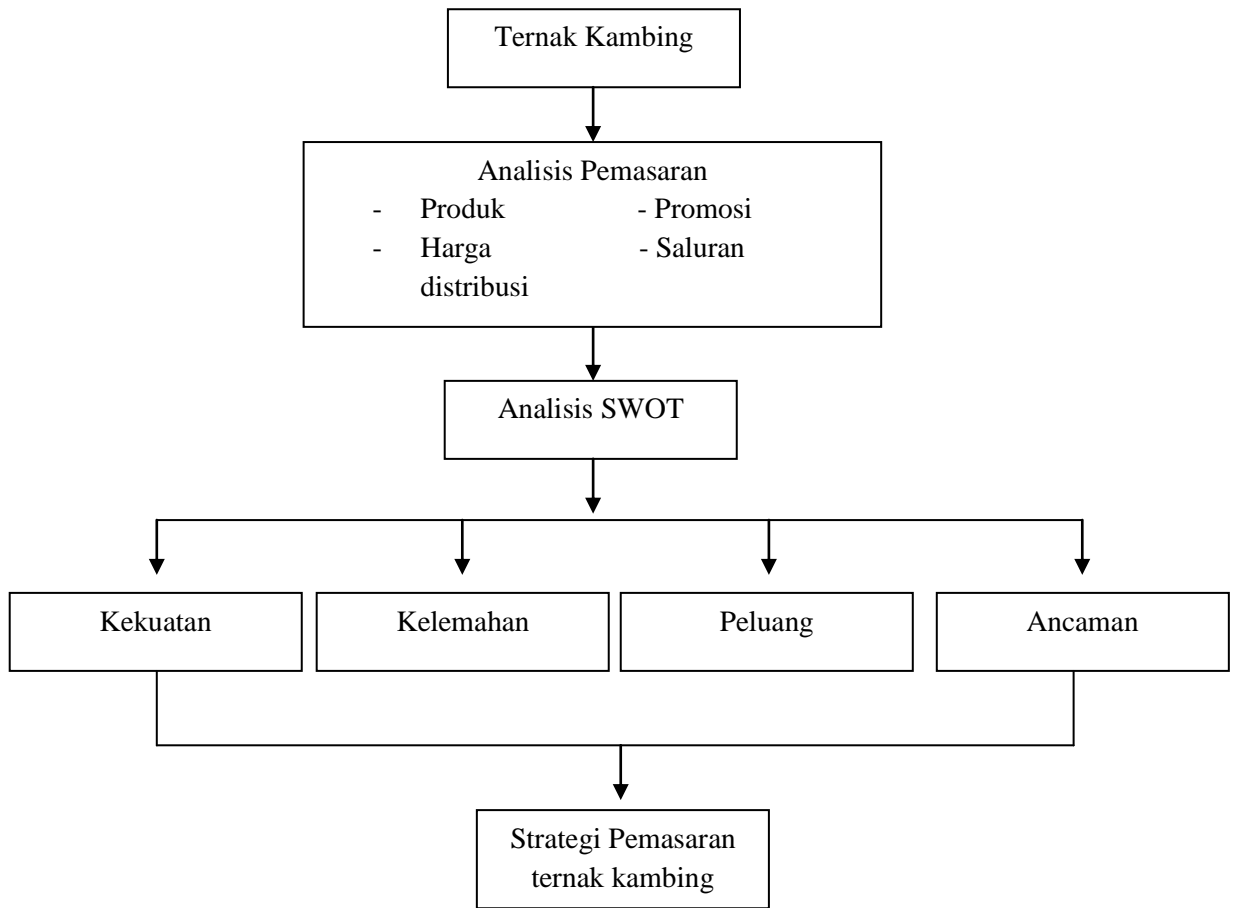 Ternak Kambing
Analisis Pemasaran
- Produk - Promosi
- Harga - Saluran
distribusi
Analisis SWOT
Kekuatan
Kelemahan
Peluang
Ancaman
Strategi Pemasaran
ternak kambing